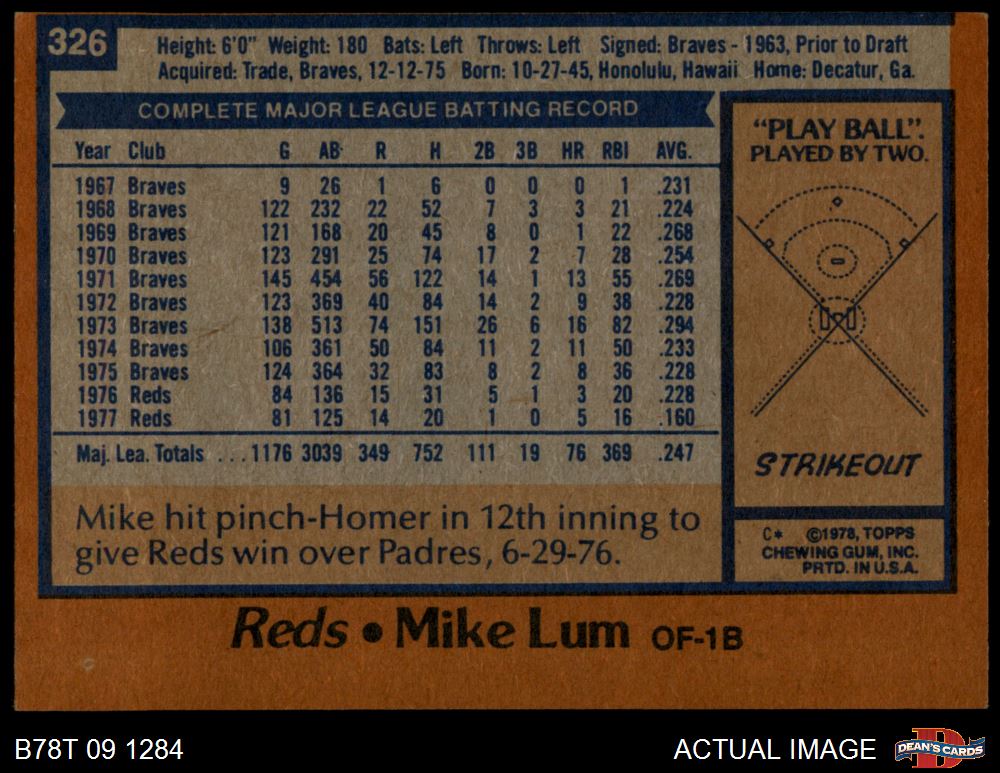 326
Height: 6'0" Weight: 180 Bats: Left Throws: Left Signed: Braves - 1963, Prior to Draft
Acquired: Trade, Braves, 12-12-75 Born: 10-27-45, Honolulu, Hawaii Home: Decatur, Ga.
COMPLETE MAJOR LEAGUE BATTING RECORD
Year Club G AB R H 2B 3B HR RBI AVG.
1967 Braves 9 26 1 6 0 0 0 1 .231
1968 Braves 122 232 22 52 7 3 3 21 .224
1969 Braves 121 168 20 45 8 0 1 22 .268
1970 Braves 123 291 25 74 17 2 7 28 .254
1971 Braves 145 454 56 122 14 1 13 55 .269
1972 Braves 123 369 40 84 14 2 9 38 .228
1973 Braves 138 513 74 151 26 6 16 82 .294
1974 Braves 106 361 50 84 11 2 11 50 .233
1975 Braves 124 364 32 83 8 2 8 36 .228
1976 Reds 84 136 15 31 5 1 3 20 .228
1977 Reds 81 125 14 20 1 0 5 16 .160
Maj. Lea. Totals ... 1176 3039 349 752 111 19 76 369 .247
Mike hit pinch-Homer in 12th inning to
give Reds win over Padres, 6-29-76.
"PLAY BALL".
PLAYED BY TWO.
STRIKEOUT
C* ©1978, TOPPS
CHEWING GUM, INC.
PRTD. IN U.S.A.
Reds • Mike Lum OF-1B
B78T 09 1284
ACTUAL IMAGE
D
DEAN'S CARDS